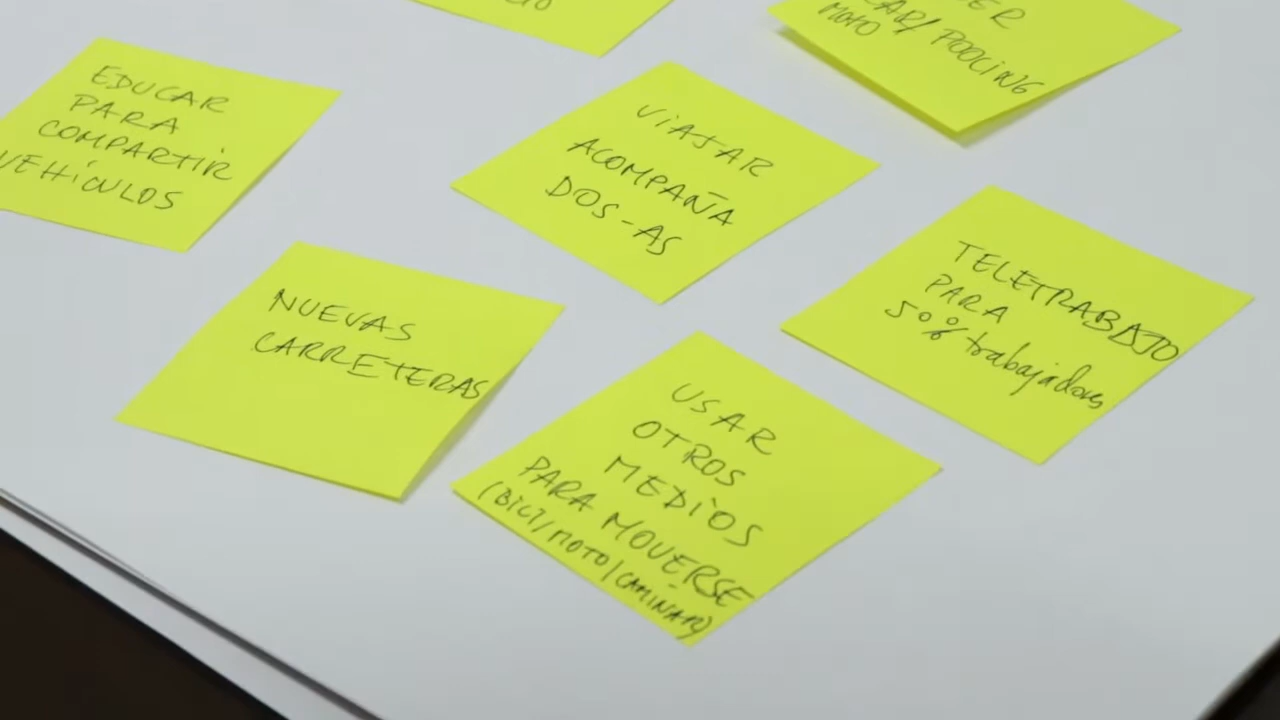 EDUCAR
PARA
COMPARTIR
VEHÍCULOS
VIAJAR
ACOMPAÑA
DOS-AS
CAR/POOLING
MOTO
NUEVAS
CARRETERAS
USAR
OTROS
MEDIOS
PARA MOVERSE
(BICI/MOTO/CAMINAR)
TELETRABAJO
PARA
50% trabajadores